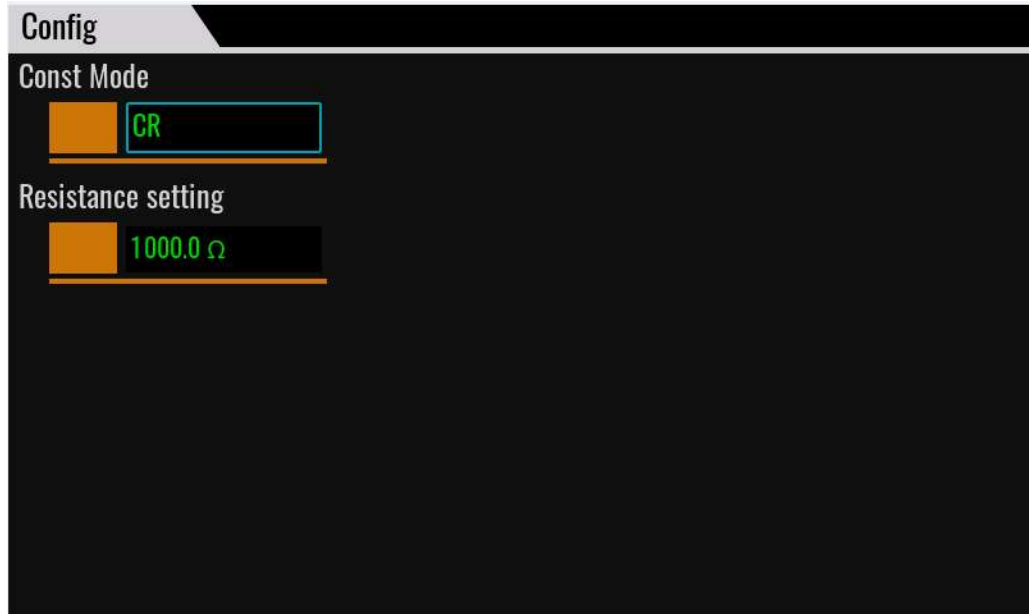 Config
Const Mode
CR
Resistance setting
1000.0 Ω